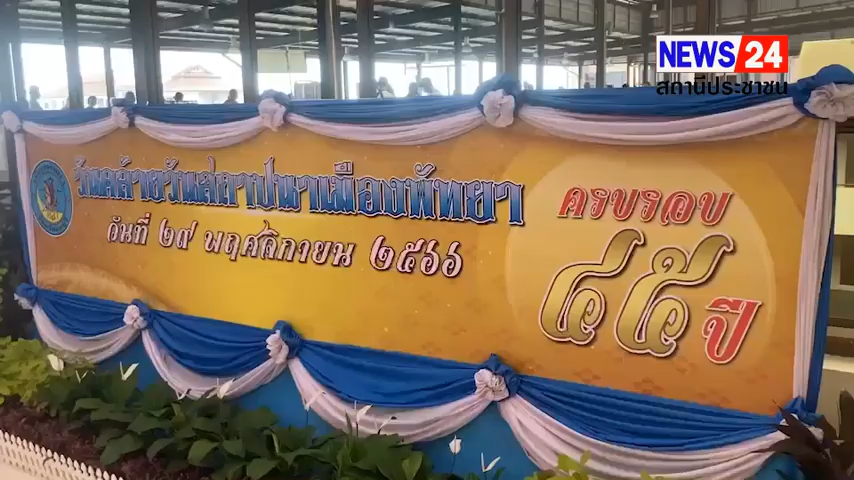 NEWS 24
สถานีประชาชน
วันคล้ายวันสถาปนาเมืองพัทยา
วันที่ ๒๙ พฤศจิกายน ๒๕๖๖
ครบรอบ
๔๕ ปี